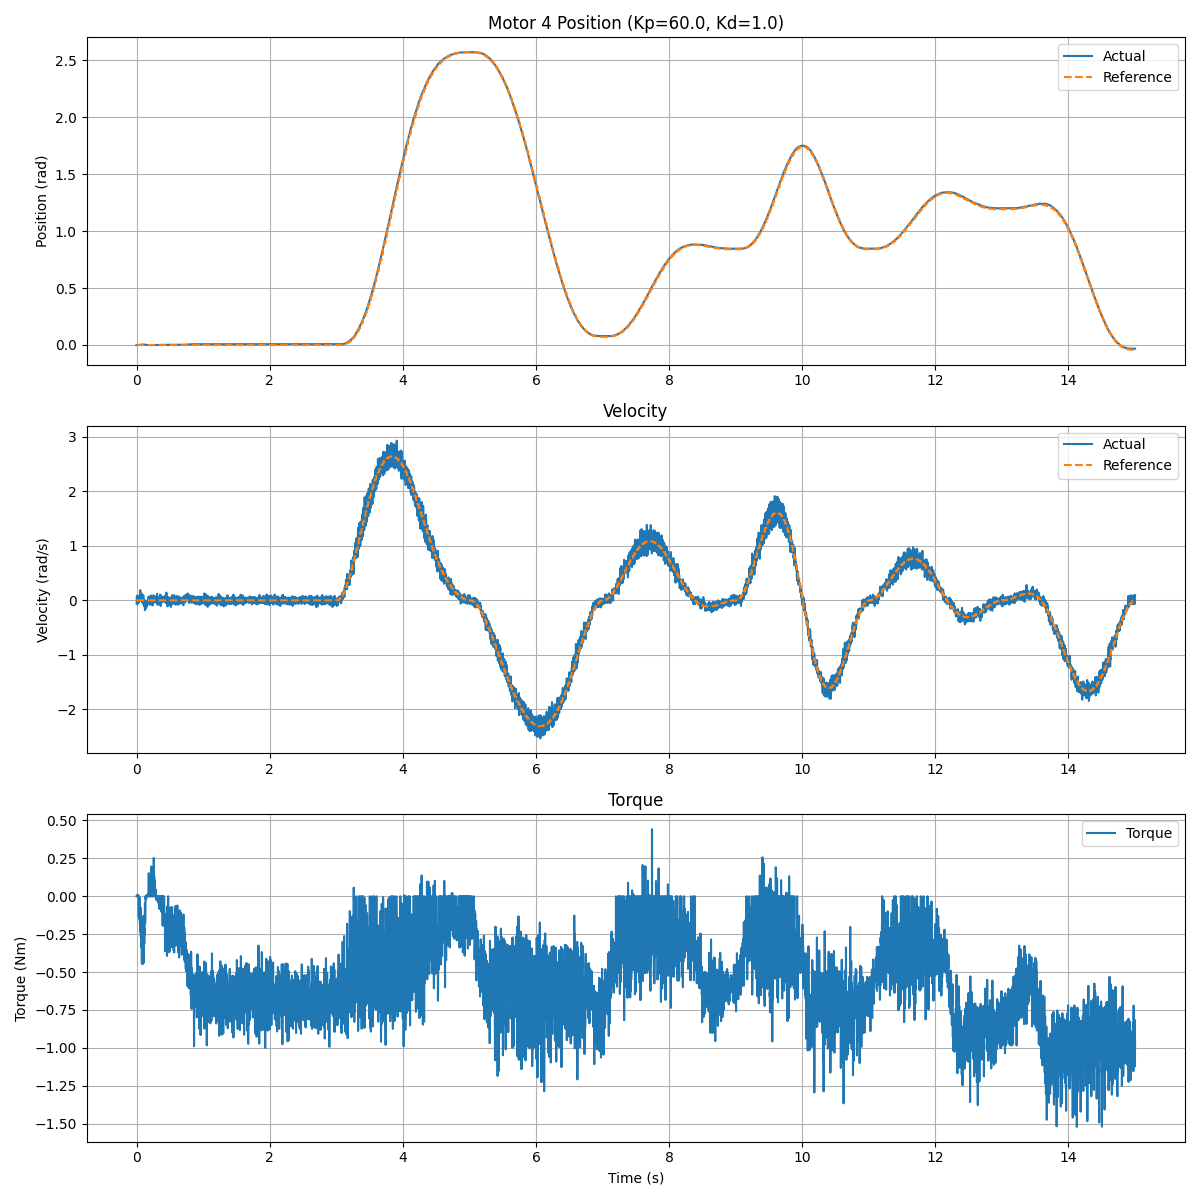 Motor 4 Position (Kp=60.0, Kd=1.0)
Position (rad)
2.5
2.0
1.5
1.0
0.5
0.0
Actual
Reference
0 2 4 6 8 10 12 14
Velocity
Velocity (rad/s)
3
2
1
0
−1
−2
Actual
Reference
0 2 4 6 8 10 12 14
Torque
Torque (Nm)
0.50
0.25
0.00
−0.25
−0.50
−0.75
−1.00
−1.25
−1.50
Torque
0 2 4 6 8 10 12 14
Time (s)